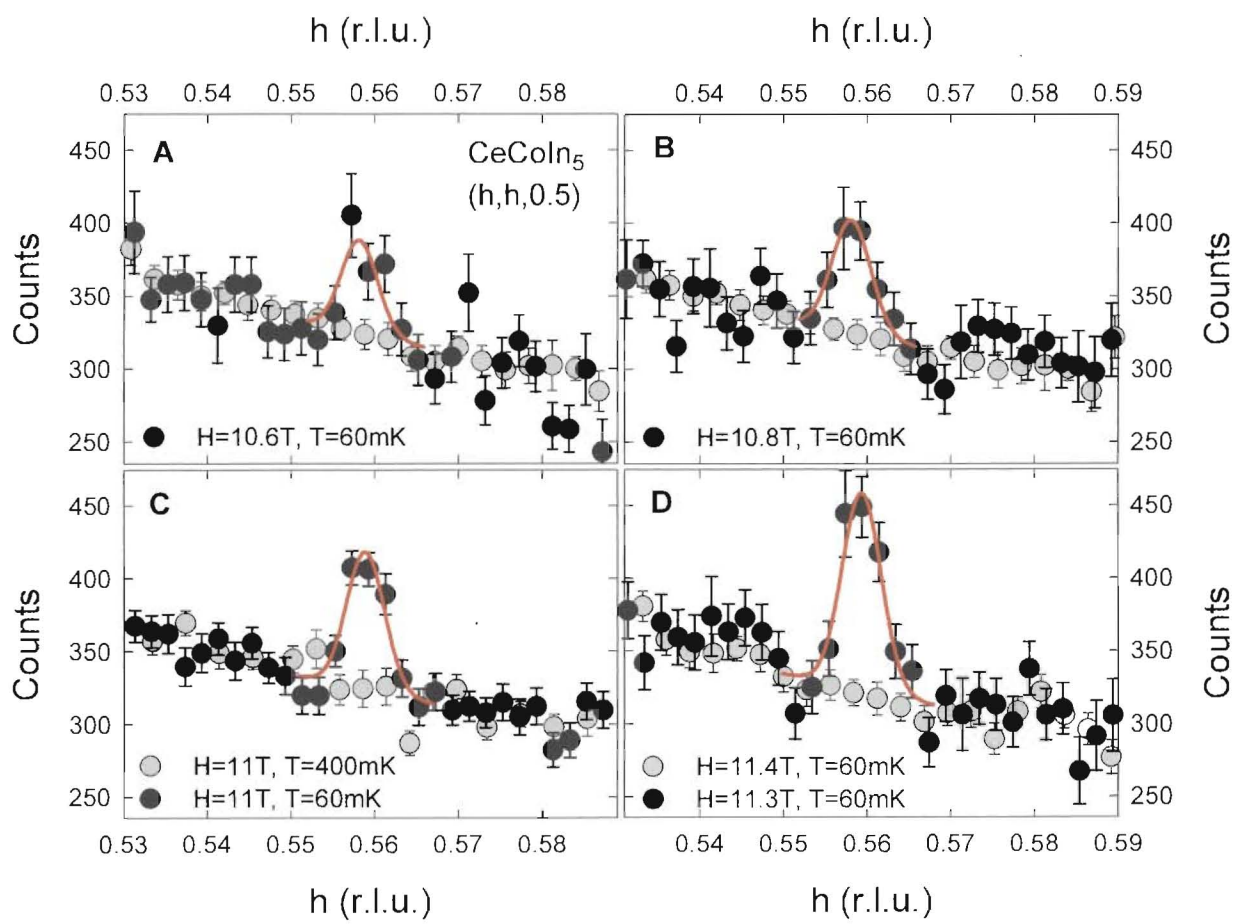 h (r.l.u.) h (r.l.u.)
0.53 0.54 0.55 0.56 0.57 0.58 0.54 0.55 0.56 0.57 0.58 0.59
A CeCoIn5 B
(h,h,0.5)
450 450
400 400
Counts Counts
350 350
300 300
H=10.6T, T=60mK H=10.8T, T=60mK
250 250
C D
450 450
400 400
Counts Counts
350 350
300 300
H=11T, T=400mK H=11.4T, T=60mK
H=11T, T=60mK H=11.3T, T=60mK
250 250
0.53 0.54 0.55 0.56 0.57 0.58 0.54 0.55 0.56 0.57 0.58 0.59
h (r.l.u.) h (r.l.u.)